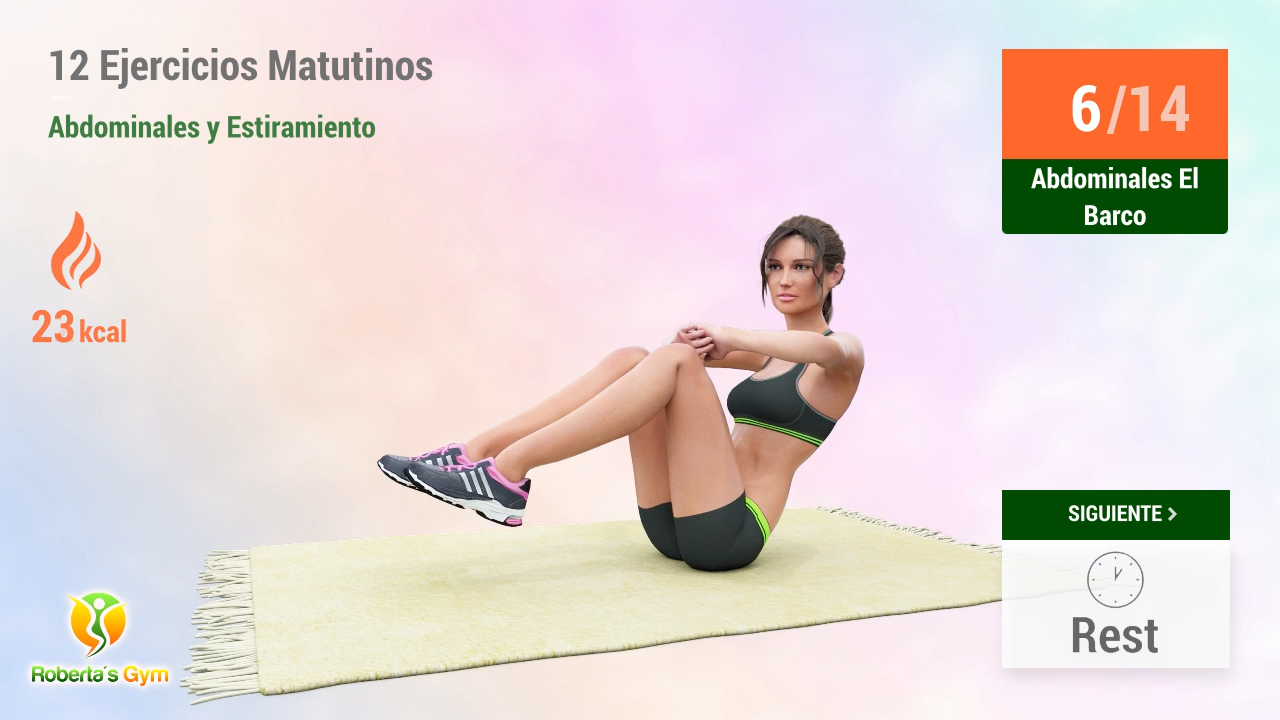 12 Ejercicios Matutinos
Abdominales y Estiramiento
6/14
Abdominales El
Barco
23 kcal
SIGUIENTE >
Rest
Roberta´s Gym